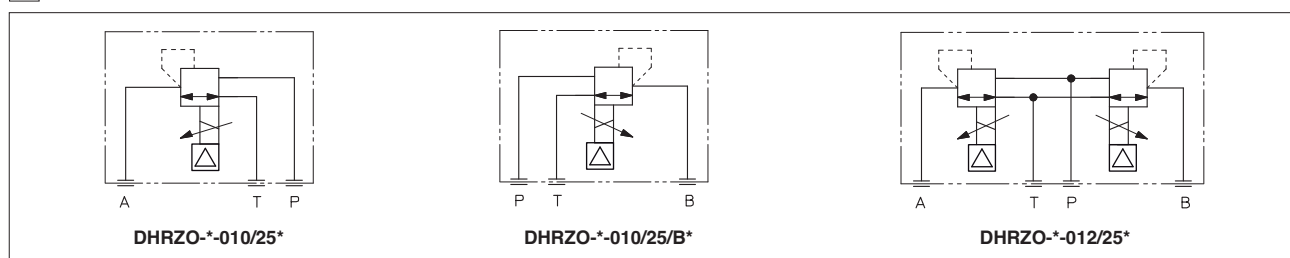 A T P
P T B
A T P B
DHRZO-*-010/25*
DHRZO-*-010/25/B*
DHRZO-*-012/25*